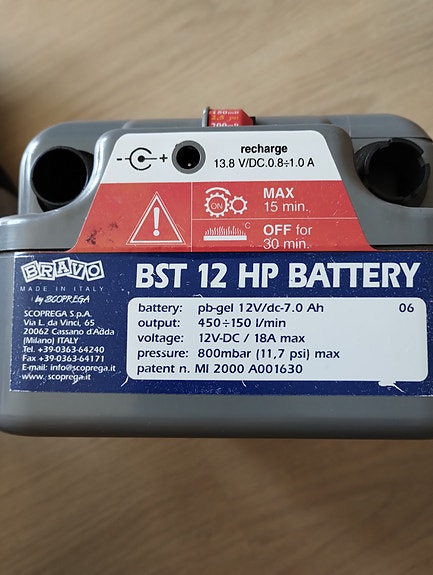 2,5 psi
recharge
- +
13.8 V/DC.0.8÷1.0 A
MAX
15 min.
ON
°C
OFF for
30 min.
BRAVO
MADE IN ITALY
by SCOPREGA
BST 12 HP BATTERY
SCOPREGA S.p.A.
Via L. da Vinci, 65
20062 Cassano d'Adda
(Milano) ITALY
Tel. +39-0363-64240
Fax +39-0363-64171
E-mail: info@scoprega.it
www. scoprega.it
battery: pb-gel 12V/dc-7.0 Ah 06
output: 450÷150 l/min
voltage: 12V-DC / 18A max
pressure: 800mbar (11,7 psi) max
patent n. MI 2000 A001630